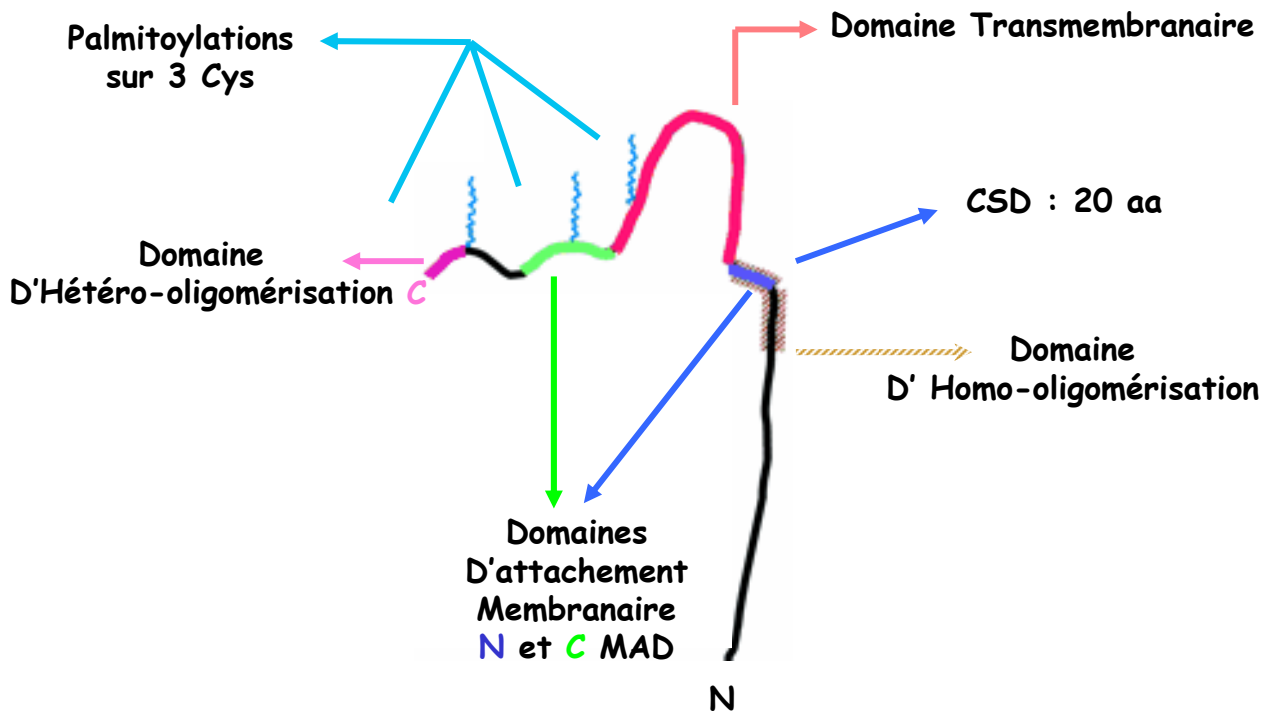 Palmitoylations
sur 3 Cys
Domaine Transmembranaire
CSD : 20 aa
Domaine
D'Hétéro-oligomérisation C
Domaine
D' Homo-oligomérisation
Domaines
D'attachement
Membranaire
N et C MAD
N